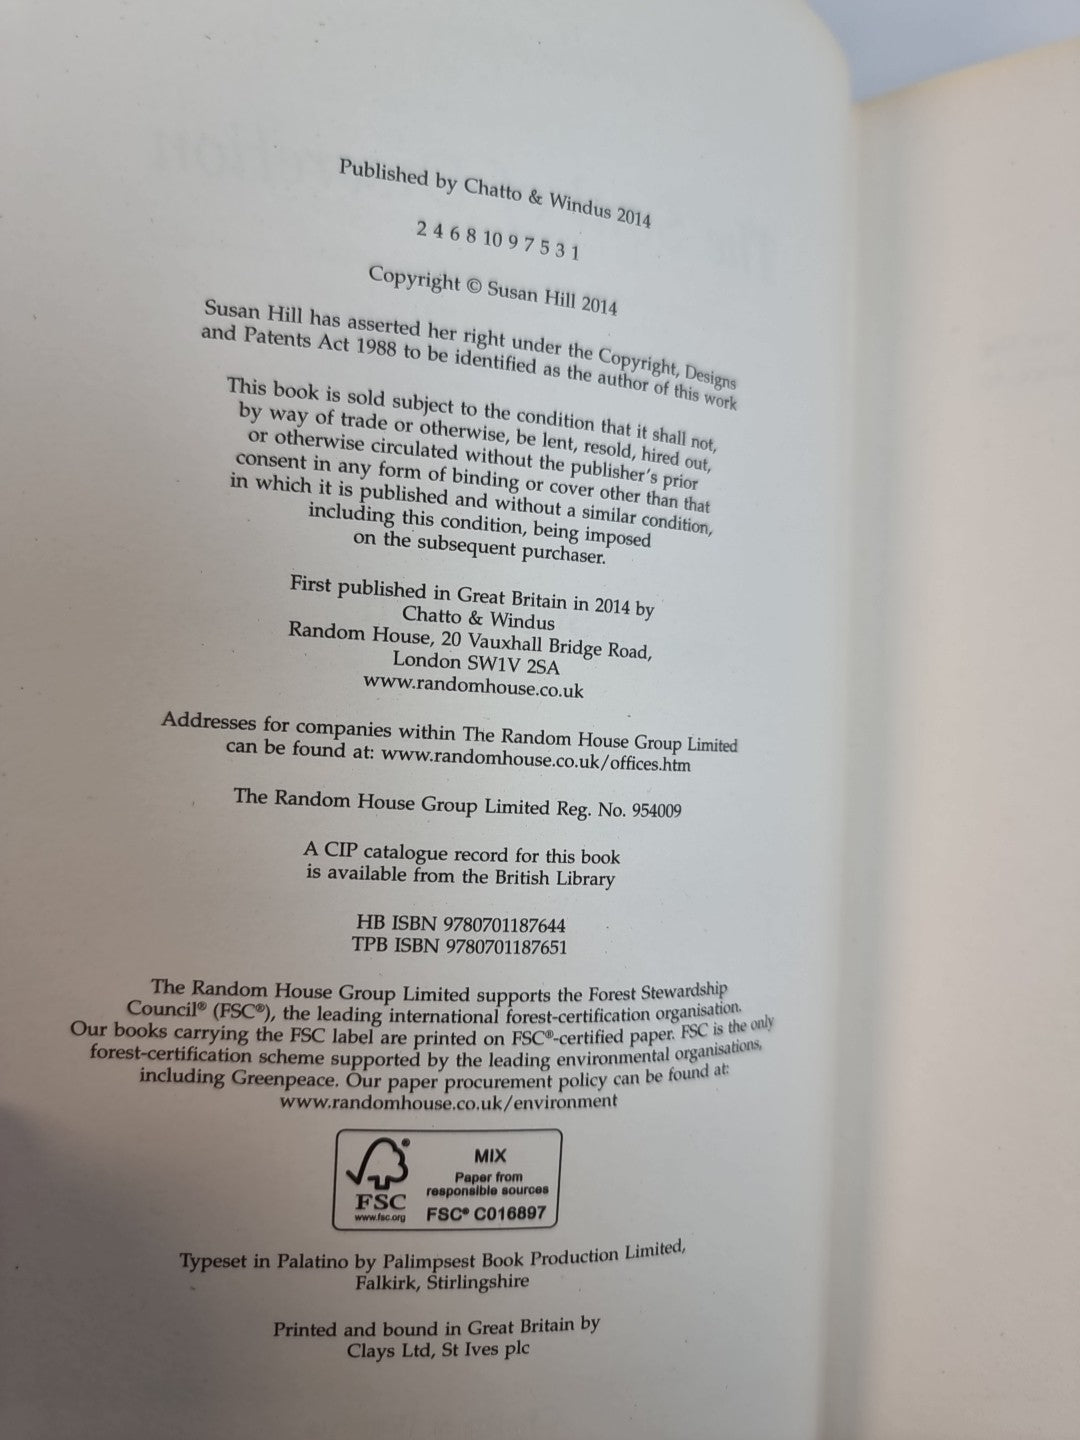 Published by Chatto & Windus 2014
2 4 6 8 10 9 7 5 3 1
Copyright © Susan Hill 2014
Susan Hill has asserted her right under the Copyright, Designs
and Patents Act 1988 to be identified as the author of this work
This book is sold subject to the condition that it shall not,
by way of trade or otherwise, be lent, resold, hired out,
or otherwise circulated without the publisher's prior
consent in any form of binding or cover other than that
in which it is published and without a similar condition,
including this condition, being imposed
on the subsequent purchaser.
First published in Great Britain in 2014 by
Chatto & Windus
Random House, 20 Vauxhall Bridge Road,
London SW1V 2SA
www.randomhouse.co.uk
Addresses for companies within The Random House Group Limited
can be found at: www.randomhouse.co.uk/offices.htm
The Random House Group Limited Reg. No. 954009
A CIP catalogue record for this book
is available from the British Library
HB ISBN 9780701187644
TPB ISBN 9780701187651
The Random House Group Limited supports the Forest Stewardship
Council® (FSC®), the leading international forest-certification organisation.
Our books carrying the FSC label are printed on FSC®-certified paper. FSC is the only
forest-certification scheme supported by the leading environmental organisations,
including Greenpeace. Our paper procurement policy can be found at:
www.randomhouse.co.uk/environment
®
FSC
www.fsc.org
MIX
Paper from
responsible sources
FSC® C016897
Typeset in Palatino by Palimpsest Book Production Limited,
Falkirk, Stirlingshire
Printed and bound in Great Britain by
Clays Ltd, St Ives plc